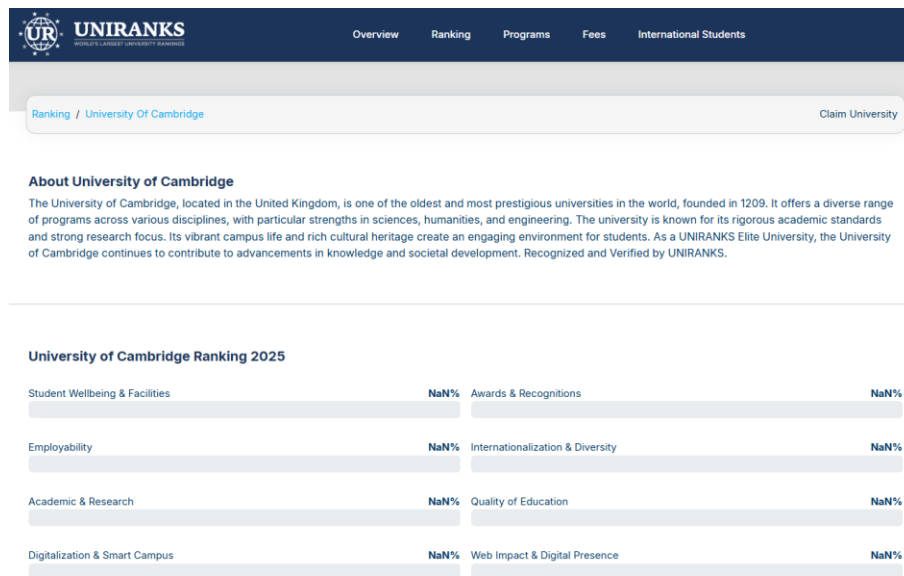 UR
UNIRANKS
WORLD'S LARGEST UNIVERSITY RANKINGS
Overview Ranking Programs Fees International Students
Ranking / University Of Cambridge Claim University
About University of Cambridge
The University of Cambridge, located in the United Kingdom, is one of the oldest and most prestigious universities in the world, founded in 1209. It offers a diverse range
of programs across various disciplines, with particular strengths in sciences, humanities, and engineering. The university is known for its rigorous academic standards
and strong research focus. Its vibrant campus life and rich cultural heritage create an engaging environment for students. As a UNIRANKS Elite University, the University
of Cambridge continues to contribute to advancements in knowledge and societal development. Recognized and Verified by UNIRANKS.
University of Cambridge Ranking 2025
Student Wellbeing & Facilities NaN% Awards & Recognitions NaN%
Employability NaN% Internationalization & Diversity NaN%
Academic & Research NaN% Quality of Education NaN%
Digitalization & Smart Campus NaN% Web Impact & Digital Presence NaN%